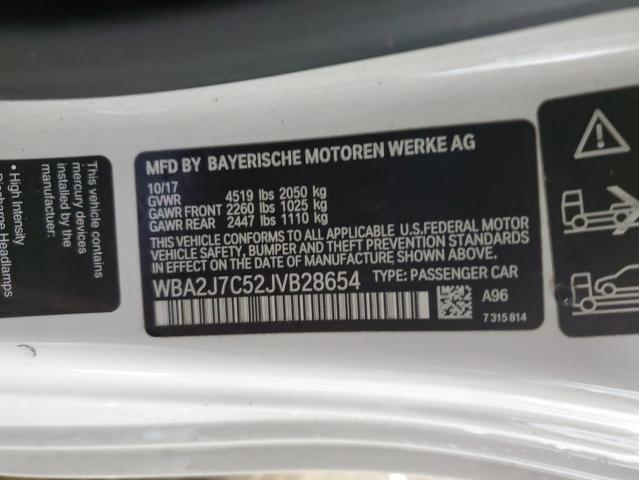 This vehicle contains
mercury devices
installed by the
manufacturer:
• High Intensity
Discharge Headlamps
MFD BY BAYERISCHE MOTOREN WERKE AG
10/17
GVWR 4519 lbs 2050 kg
GAWR FRONT 2260 lbs 1025 kg
GAWR REAR 2447 lbs 1110 kg
THIS VEHICLE CONFORMS TO ALL APPLICABLE U.S.FEDERAL MOTOR
VEHICLE SAFETY, BUMPER AND THEFT PREVENTION STANDARDS
IN EFFECT ON THE DATE OF MANUFACTURE SHOWN ABOVE.
WBA2J7C52JVB28654 TYPE: PASSENGER CAR
A96
7 315 814